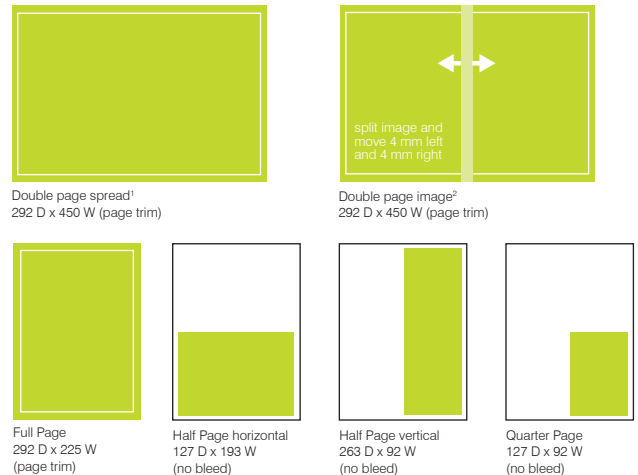 split image and
move 4 mm left
and 4 mm right
Double page spread¹
292 D x 450 W (page trim)
Double page image²
292 D x 450 W (page trim)
Full Page
292 D x 225 W
(page trim)
Half Page horizontal
127 D x 193 W
(no bleed)
Half Page vertical
263 D x 92 W
(no bleed)
Quarter Page
127 D x 92 W
(no bleed)